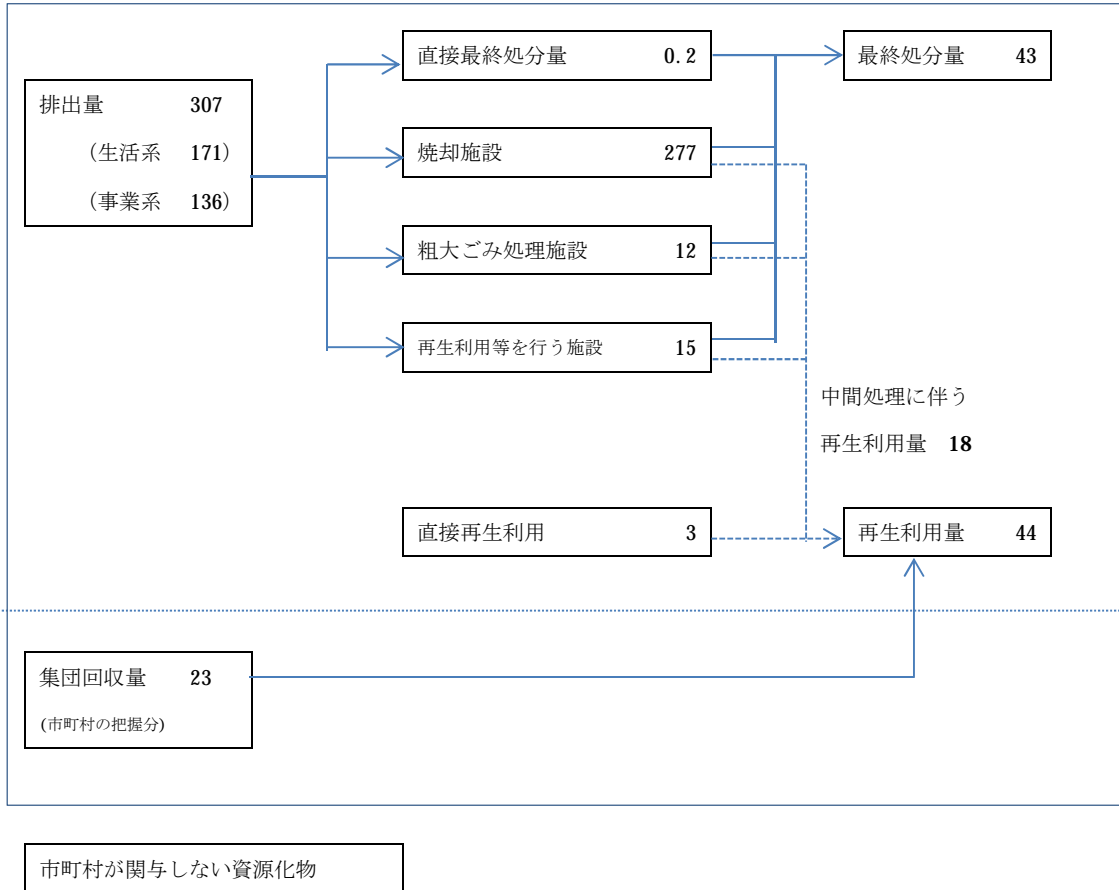 直接最終処分量 0.2
最終処分量 43
排出量 307
（生活系 171）
（事業系 136）
焼却施設 277
粗大ごみ処理施設 12
再生利用等を行う施設 15
中間処理に伴う
再生利用量 18
直接再生利用 3
再生利用量 44
集団回収量 23
(市町村の把握分)
市町村が関与しない資源化物